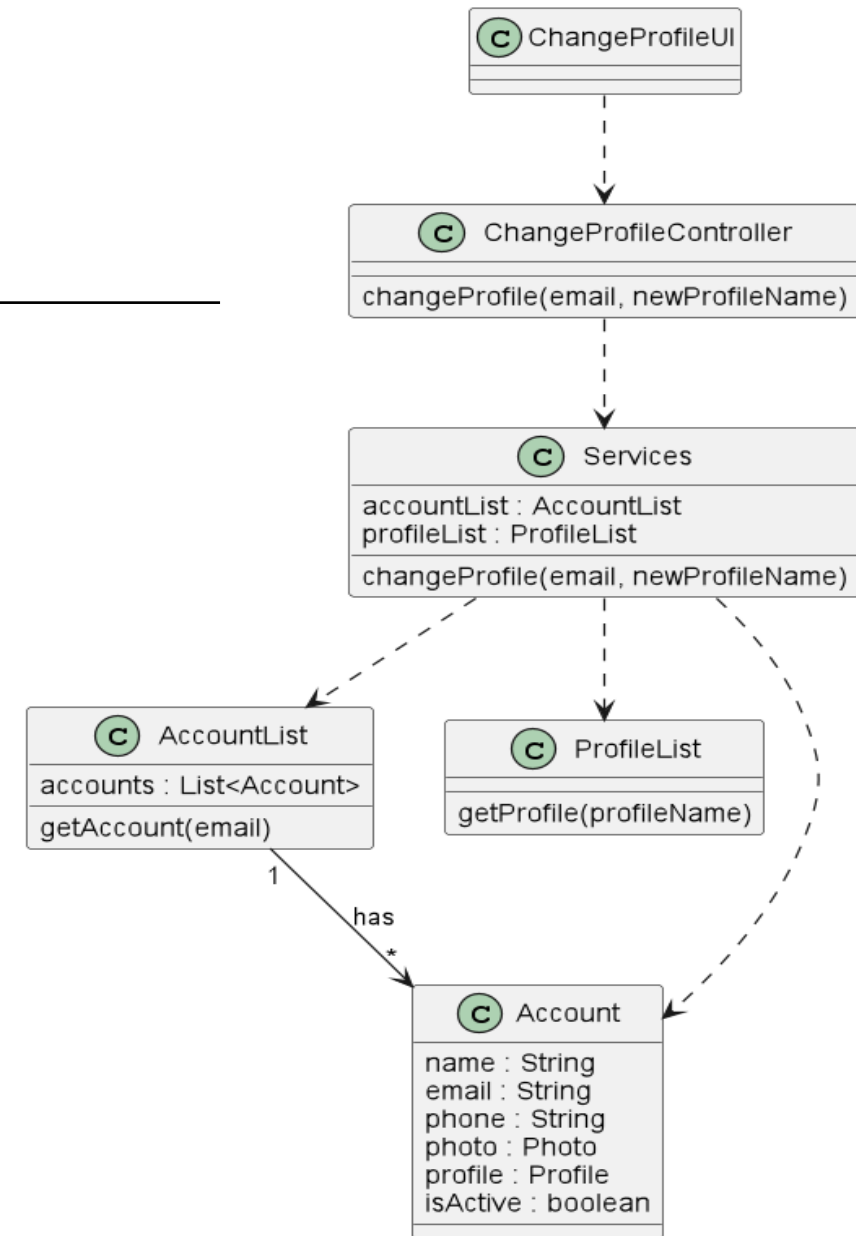 C ChangeProfileUI
C ChangeProfileController
changeProfile(email, newProfileName)
C Services
accountList : AccountList
profileList : ProfileList
changeProfile(email, newProfileName)
C AccountList
accounts : List<Account>
getAccount(email)
C ProfileList
getProfile(profileName)
1
has
*
C Account
name : String
email : String
phone : String
photo : Photo
profile : Profile
isActive : boolean